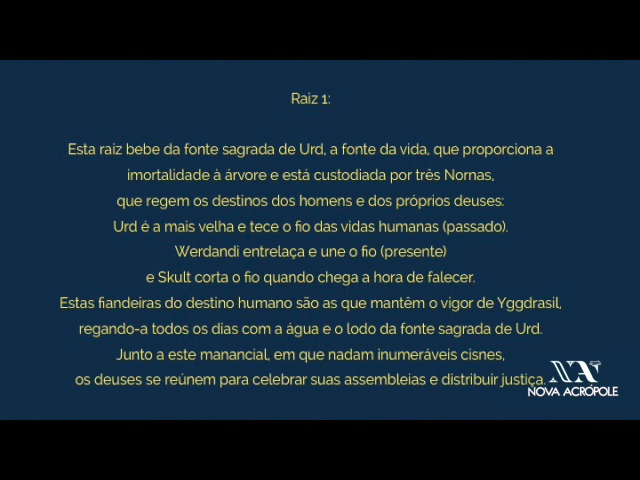 Raiz 1:
Esta raiz bebe da fonte sagrada de Urd, a fonte da vida, que proporciona a
imortalidade à árvore e está custodiada por três Nornas,
que regem os destinos dos homens e dos próprios deuses:
Urd é a mais velha e tece o fio das vidas humanas (passado).
Werdandi entrelaça e une o fio (presente)
e Skult corta o fio quando chega a hora de falecer.
Estas fiandeiras do destino humano são as que mantêm o vigor de Yggdrasil,
regando-a todos os dias com a água e o lodo da fonte sagrada de Urd.
Junto a este manancial, em que nadam inumeráveis cisnes,
os deuses se reúnem para celebrar suas assembleias e distribuir justiça.
NA
NOVA ACRÓPOLE